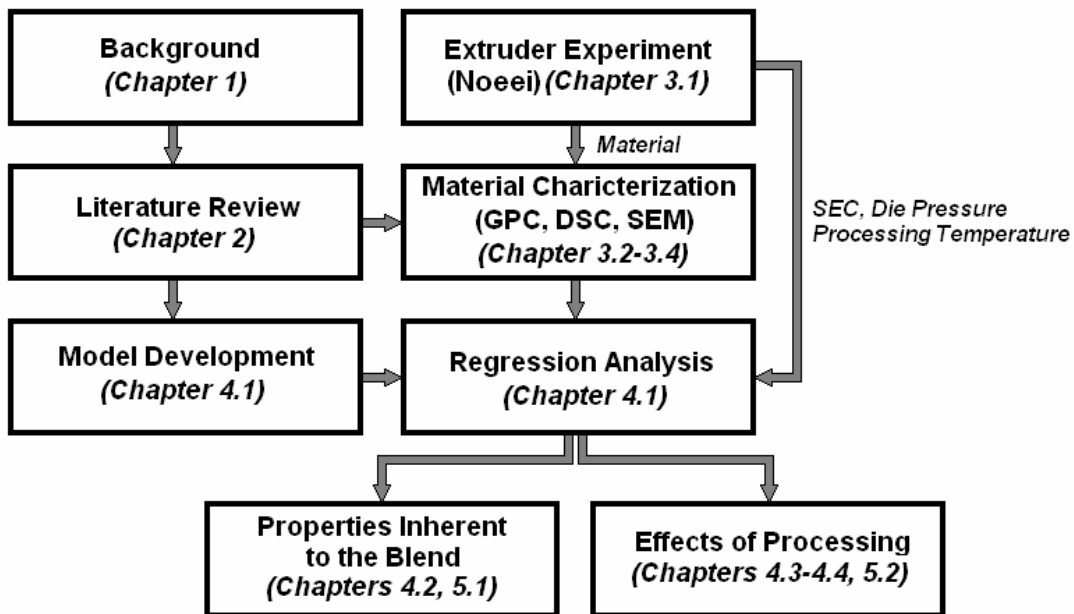 Background
(Chapter 1)
Extruder Experiment
(Noeei) (Chapter 3.1)
Material
Literature Review
(Chapter 2)
Material Charicterization
(GPC, DSC, SEM)
(Chapter 3.2-3.4)
SEC, Die Pressure
Processing Temperature
Model Development
(Chapter 4.1)
Regression Analysis
(Chapter 4.1)
Properties Inherent
to the Blend
(Chapters 4.2, 5.1)
Effects of Processing
(Chapters 4.3-4.4, 5.2)